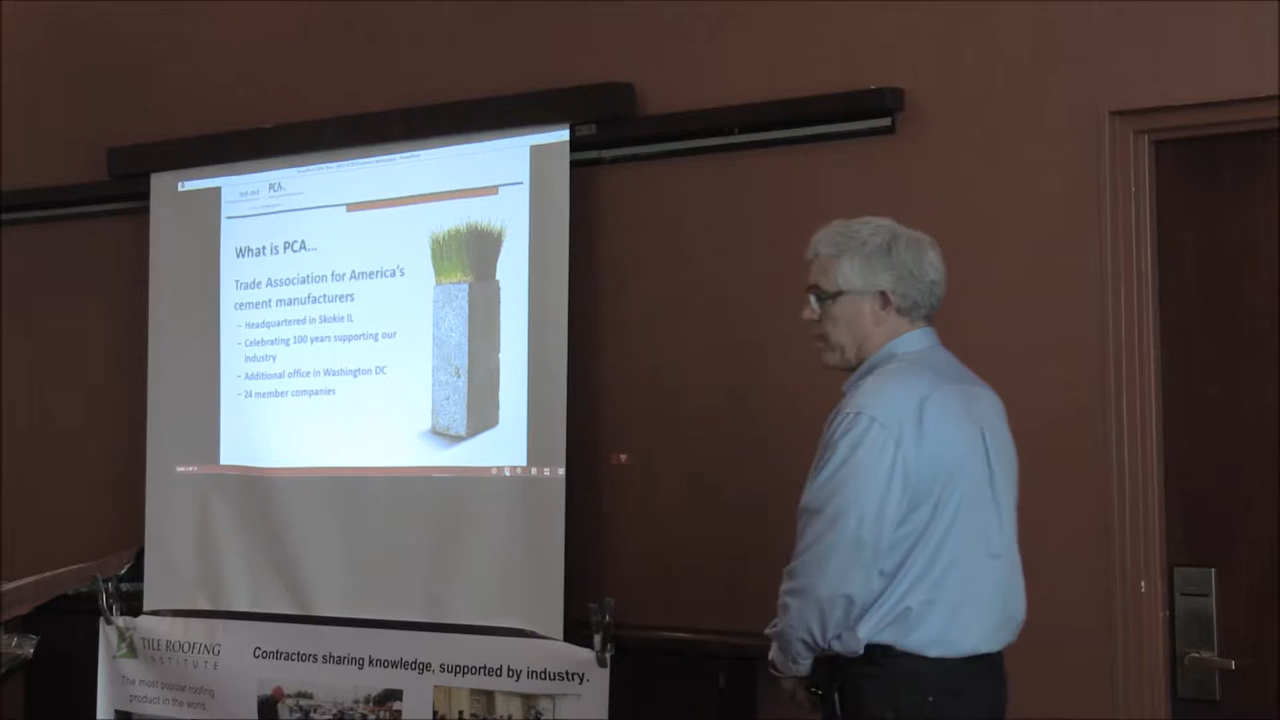 PCA
What is PCA...
Trade Association for America's
cement manufacturers
– Headquartered in Skokie IL
– Celebrating 100 years supporting our
industry
– Additional office in Washington DC
– 24 member companies
TILE ROOFING
INSTITUTE
The most popular roofing
product in the world
Contractors sharing knowledge, supported by industry.